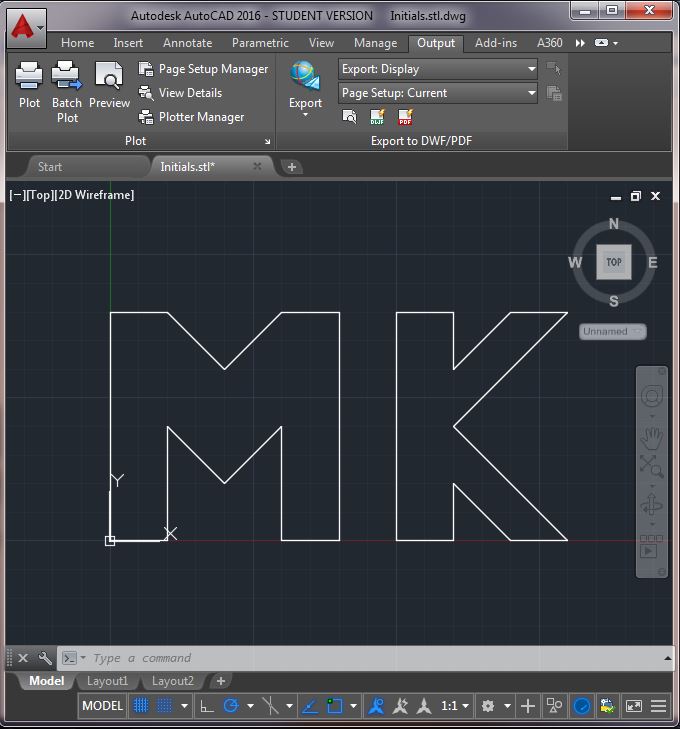 Autodesk AutoCAD 2016 - STUDENT VERSION Initials.stl.dwg
Home Insert Annotate Parametric View Manage Output Add-ins A360
Plot
Batch Plot
Preview
Page Setup Manager
View Details
Plotter Manager
Export
Export: Display
Page Setup: Current
DWF
PDF
Plot
Export to DWF/PDF
Start
Initials.stl*
[−][Top][2D Wireframe]
N
W
TOP
E
S
Unnamed
MK
Y
X
Type a command
Model Layout1 Layout2
MODEL
1:1